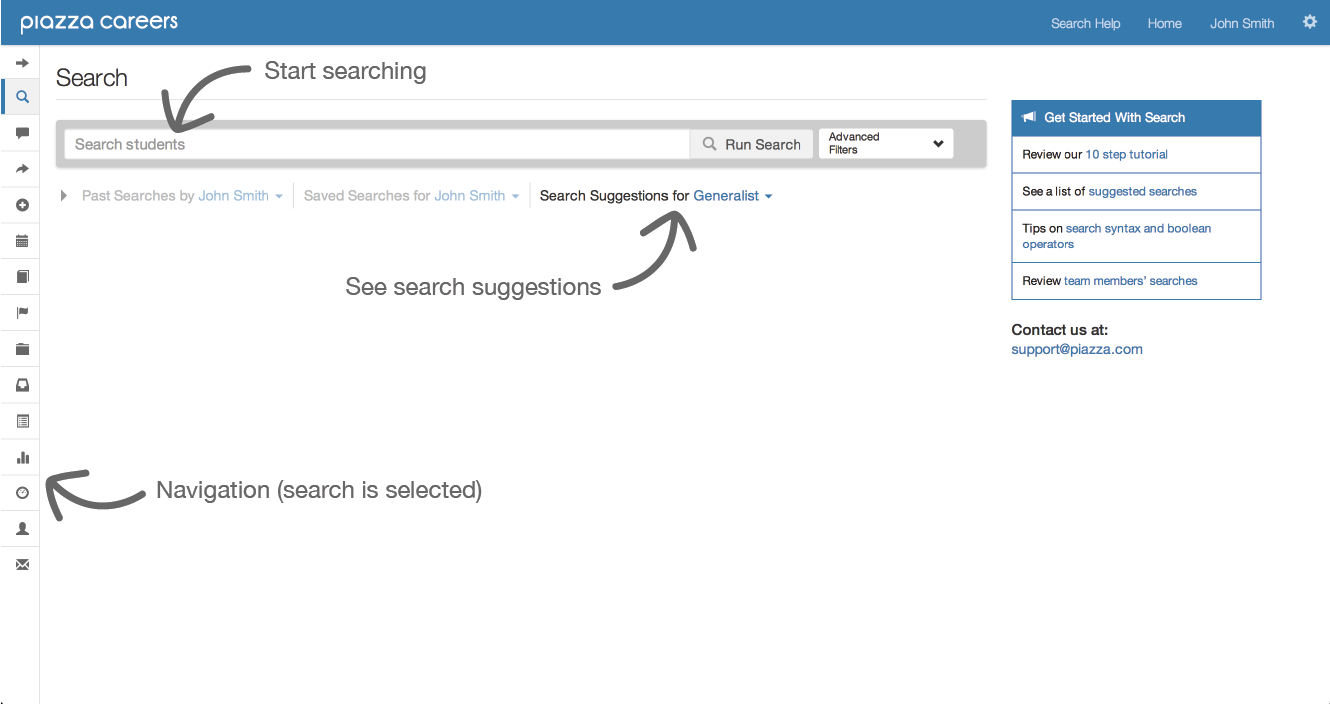 piazza careers
Search Help Home John Smith
Search
Start searching
Search students
Run Search
Advanced
Filters
Past Searches by John Smith
Saved Searches for John Smith
Search Suggestions for Generalist
See search suggestions
Navigation (search is selected)
Get Started With Search
Review our 10 step tutorial
See a list of suggested searches
Tips on search syntax and boolean
operators
Review team members' searches
Contact us at:
support@piazza.com